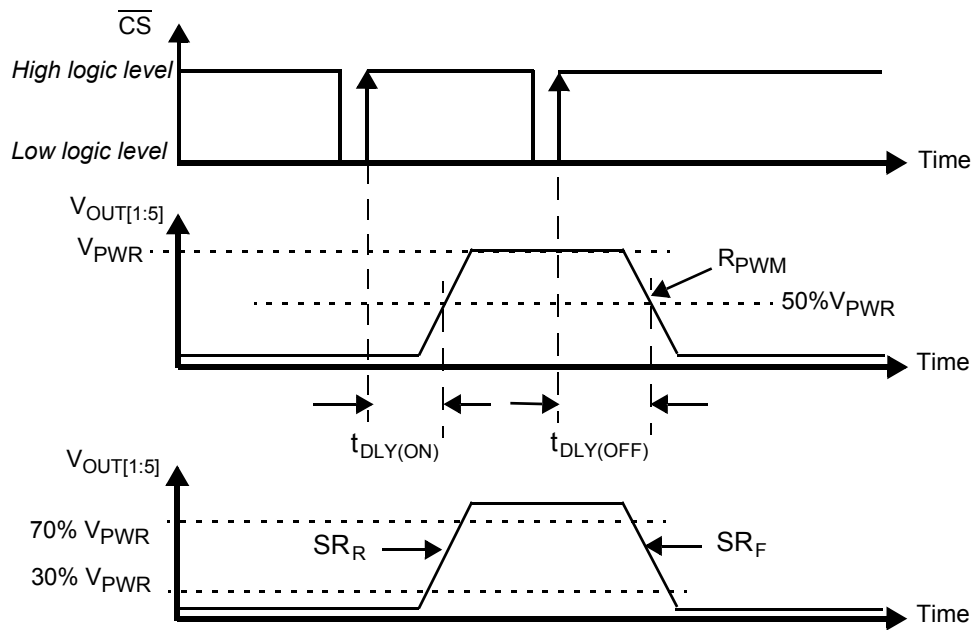 CS
High logic level
Low logic level
Time
VOUT[1:5]
VPWR
RPWM
50%VPWR
Time
tDLY(ON)
tDLY(OFF)
VOUT[1:5]
70% VPWR
SRR
SRF
30% VPWR
Time